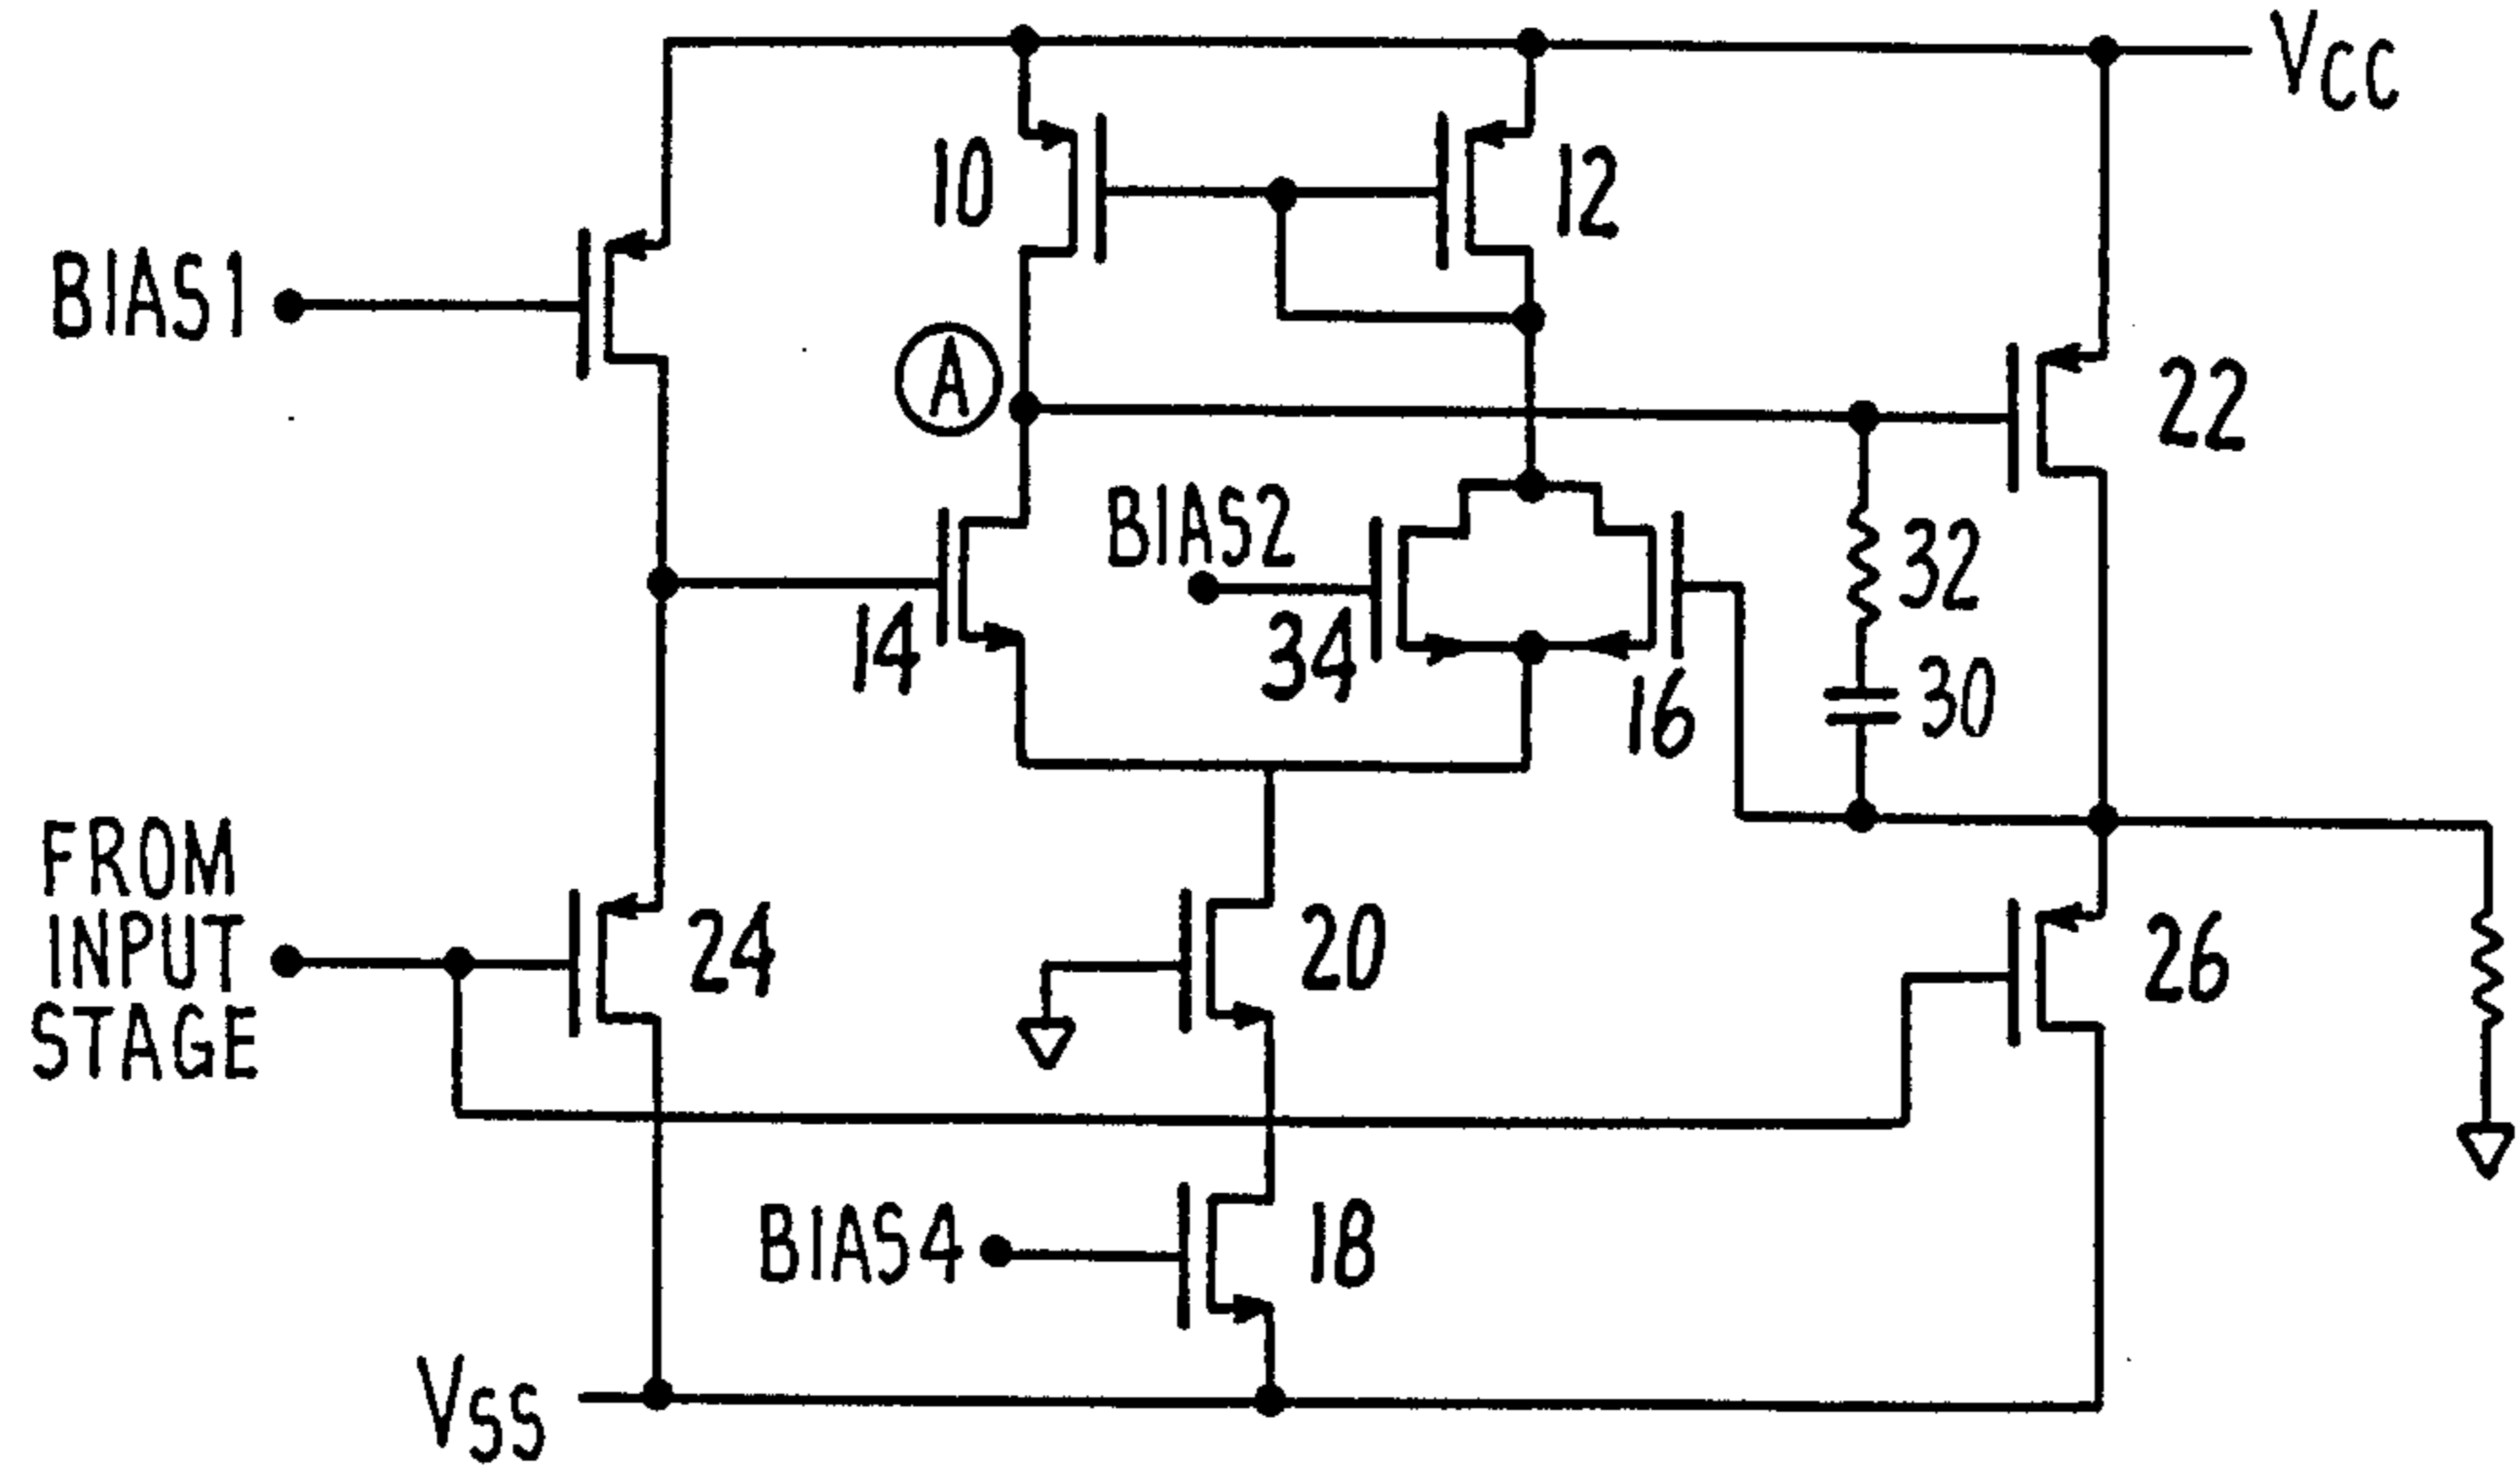 VCC
10
12
BIAS1
A
22
BIAS2
32
14
34
16
30
FROM
INPUT
STAGE
24
20
26
BIAS4
18
VSS